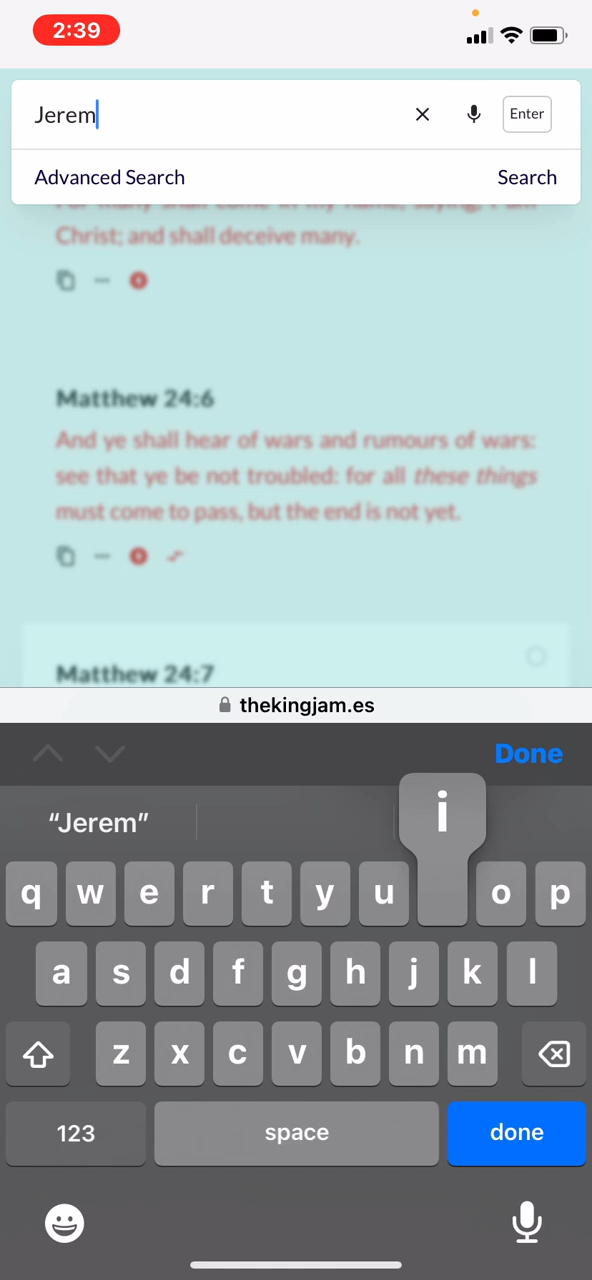 2:39
Jerem
Enter
Advanced Search
Search
Christ; and shall deceive many.
Matthew 24:6
And ye shall hear of wars and rumours of wars:
see that ye be not troubled: for all these things
must come to pass, but the end is not yet.
Matthew 24:7
thekingjam.es
Done
“Jerem”
i
q w e r t y u o p
a s d f g h j k l
z x c v b n m
123
space
done